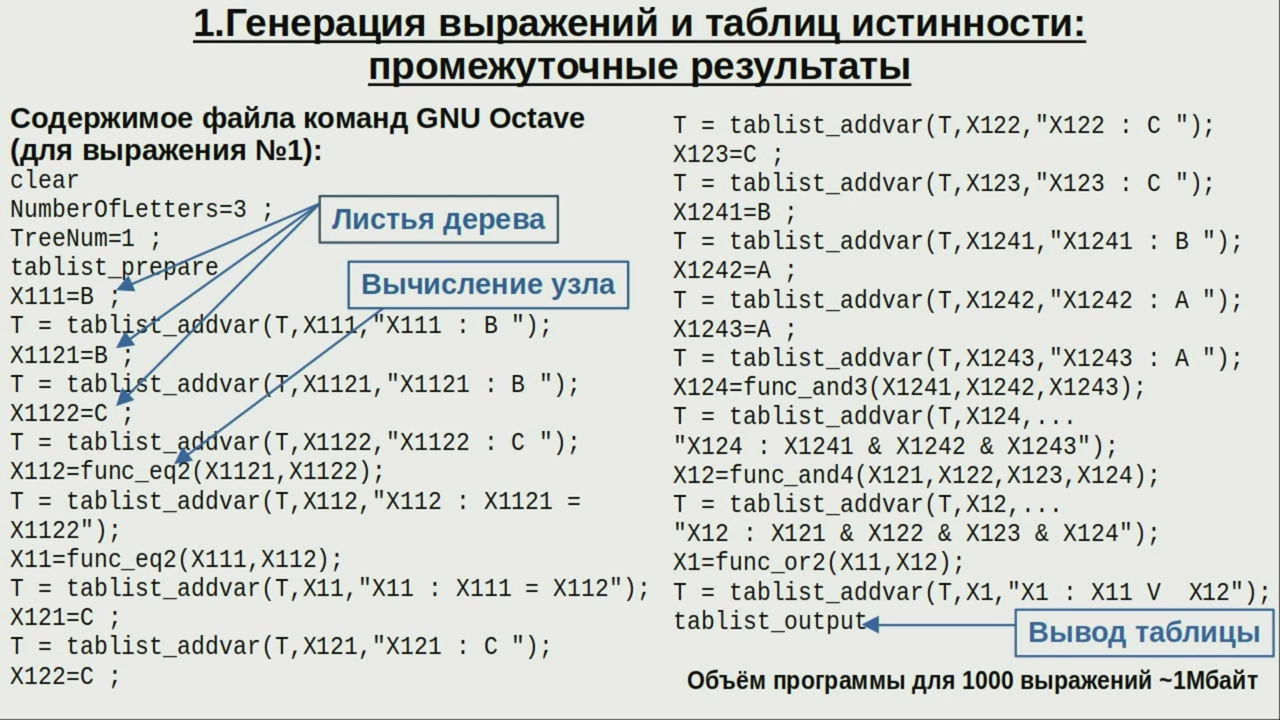 1.Генерация выражений и таблиц истинности:
промежуточные результаты
Содержимое файла команд GNU Octave
(для выражения №1):
clear
NumberOfLetters=3 ;
TreeNum=1 ;
tablist_prepare
X111=B ;
T = tablist_addvar(T,X111,"X111 : B ");
X1121=B ;
T = tablist_addvar(T,X1121,"X1121 : B ");
X1122=C ;
T = tablist_addvar(T,X1122,"X1122 : C ");
X112=func_eq2(X1121,X1122);
T = tablist_addvar(T,X112,"X112 : X1121 =
X1122");
X11=func_eq2(X111,X112);
T = tablist_addvar(T,X11,"X11 : X111 = X112");
X121=C ;
T = tablist_addvar(T,X121,"X121 : C ");
X122=C ;
Листья дерева
Вычисление узла
T = tablist_addvar(T,X122,"X122 : C ");
X123=C ;
T = tablist_addvar(T,X123,"X123 : C ");
X1241=B ;
T = tablist_addvar(T,X1241,"X1241 : B ");
X1242=A ;
T = tablist_addvar(T,X1242,"X1242 : A ");
X1243=A ;
T = tablist_addvar(T,X1243,"X1243 : A ");
X124=func_and3(X1241,X1242,X1243);
T = tablist_addvar(T,X124,...
"X124 : X1241 & X1242 & X1243");
X12=func_and4(X121,X122,X123,X124);
T = tablist_addvar(T,X12,...
"X12 : X121 & X122 & X123 & X124");
X1=func_or2(X11,X12);
T = tablist_addvar(T,X1,"X1 : X11 V  X12");
tablist_output
Вывод таблицы
Объём программы для 1000 выражений ~1Мбайт